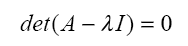 det(A − λI) = 0